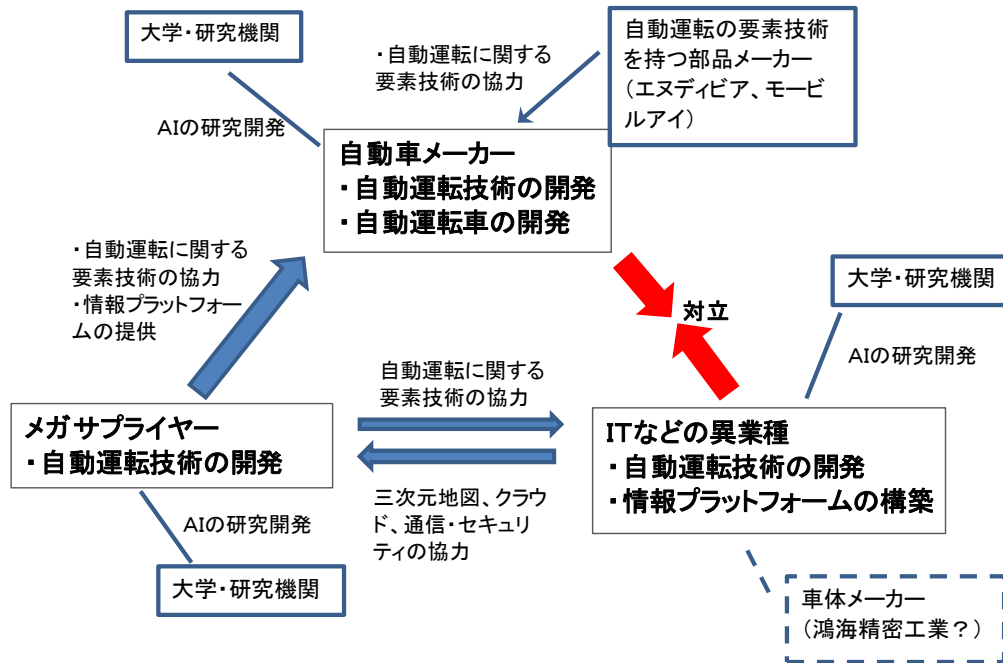 大学・研究機関
・自動運転に関する
要素技術の協力
自動運転の要素技術
を持つ部品メーカー
(エヌディビア、モービ
ルアイ)
AIの研究開発
自動車メーカー
・自動運転技術の開発
・自動運転車の開発
・自動運転に関する
要素技術の協力
・情報プラットフォー
ムの提供
対立
大学・研究機関
AIの研究開発
自動運転に関する
要素技術の協力
メガサプライヤー
・自動運転技術の開発
ITなどの異業種
・自動運転技術の開発
・情報プラットフォームの構築
三次元地図、クラウ
ド、通信・セキュリ
ティの協力
AIの研究開発
大学・研究機関
車体メーカー
(鴻海精密工業?)